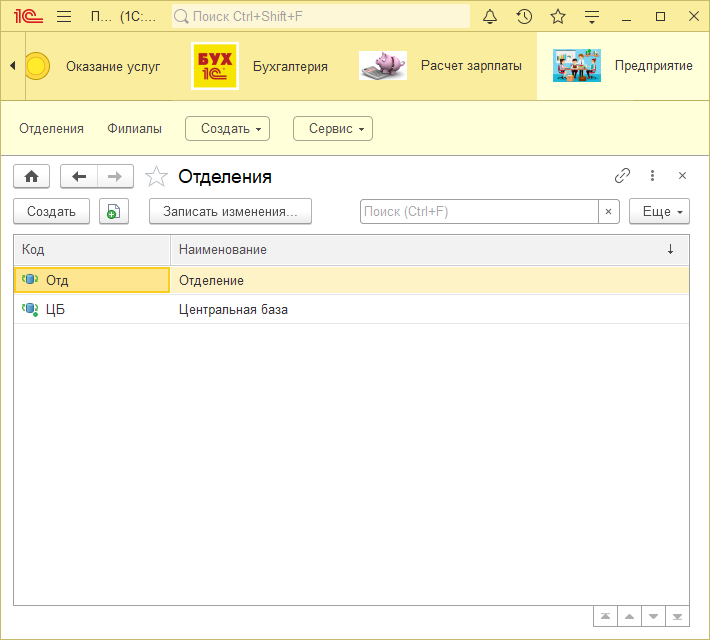 1С П... (1С:... Поиск Ctrl+Shift+F
Оказание услуг БУХ 1С Бухгалтерия Расчет зарплаты Предприятие
Отделения Филиалы Создать Сервис
Отделения
Создать Записать изменения... Поиск (Ctrl+F) × Еще
Код Наименование ↓
Отд Отделение
ЦБ Центральная база